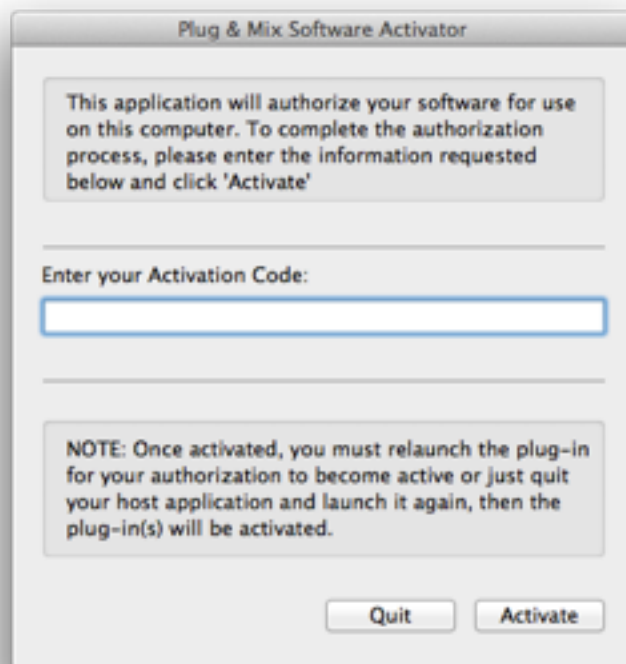 Plug & Mix Software Activator
This application will authorize your software for use
on this computer. To complete the authorization
process, please enter the information requested
below and click 'Activate'
Enter your Activation Code:
NOTE: Once activated, you must relaunch the plug-in
for your authorization to become active or just quit
your host application and launch it again, then the
plug-in(s) will be activated.
Quit
Activate